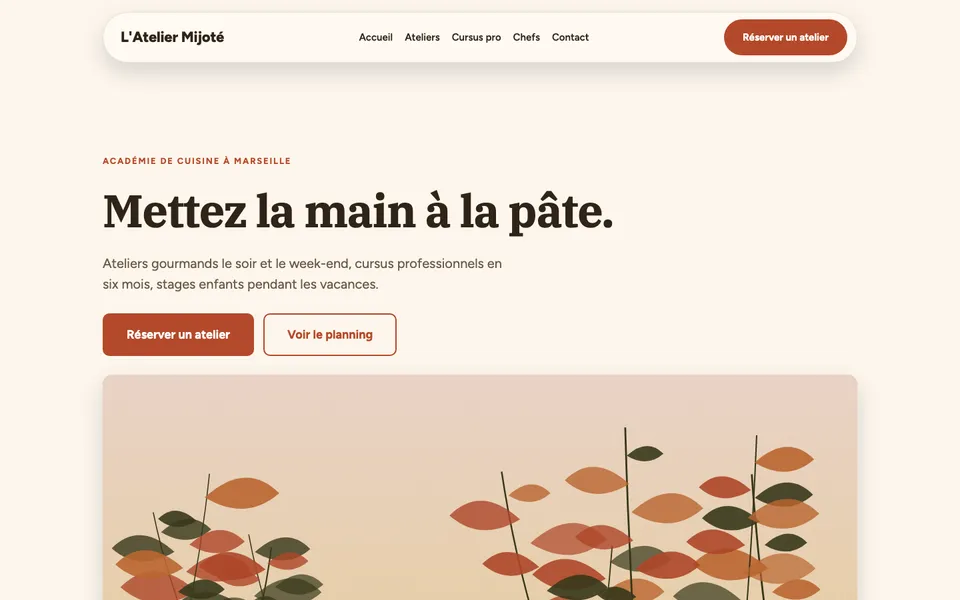 L'Atelier Mijoté
Accueil Ateliers Cursus pro Chefs Contact
Réserver un atelier
ACADÉMIE DE CUISINE À MARSEILLE
Mettez la main à la pâte.
Ateliers gourmands le soir et le week-end, cursus professionnels en
six mois, stages enfants pendant les vacances.
Réserver un atelier
Voir le planning